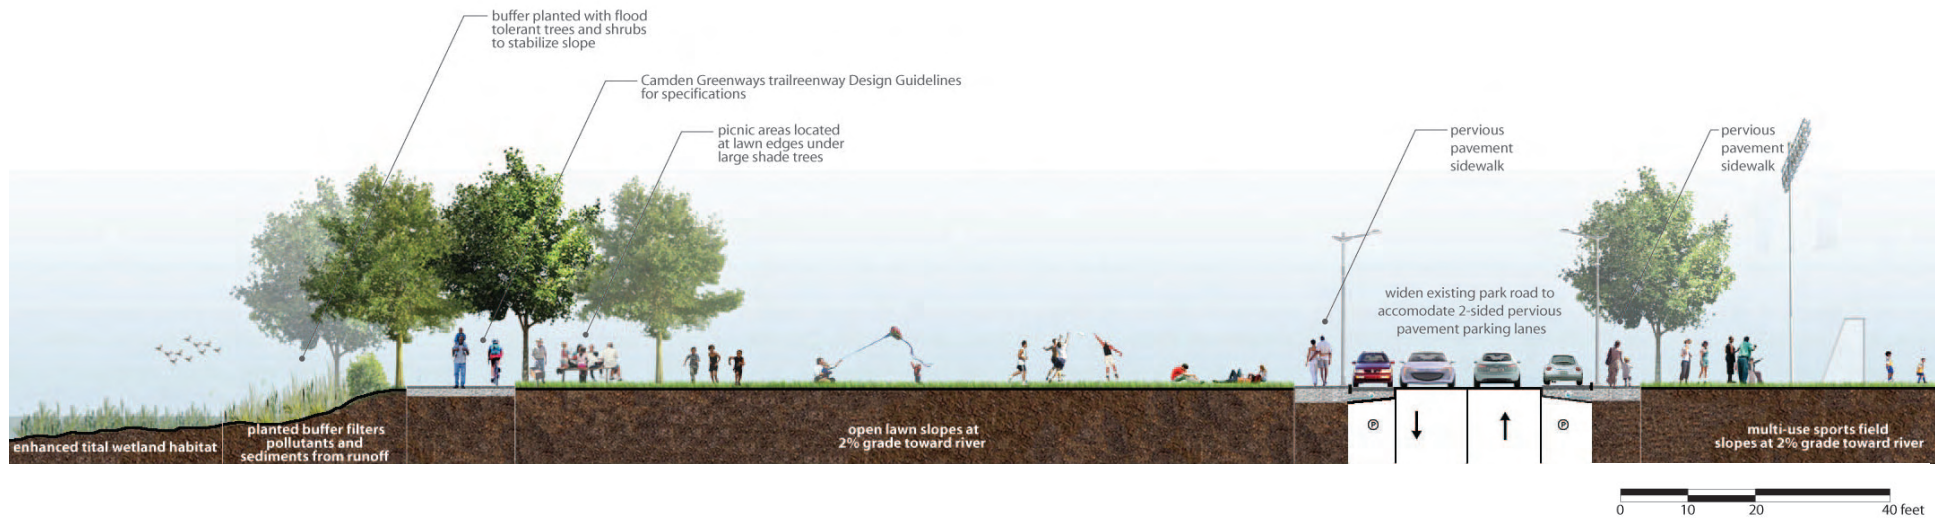 buffer planted with flood
tolerant trees and shrubs
to stabilize slope
Camden Greenways trailreenway Design Guidelines
for specifications
picnic areas located
at lawn edges under
large shade trees
pervious
pavement
sidewalk
pervious
pavement
sidewalk
widen existing park road to
accomodate 2-sided pervious
pavement parking lanes
enhanced tital wetland habitat
planted buffer filters
pollutants and
sediments from runoff
open lawn slopes at
2% grade toward river
P
P
multi-use sports field
slopes at 2% grade toward river
0 10 20 40 feet